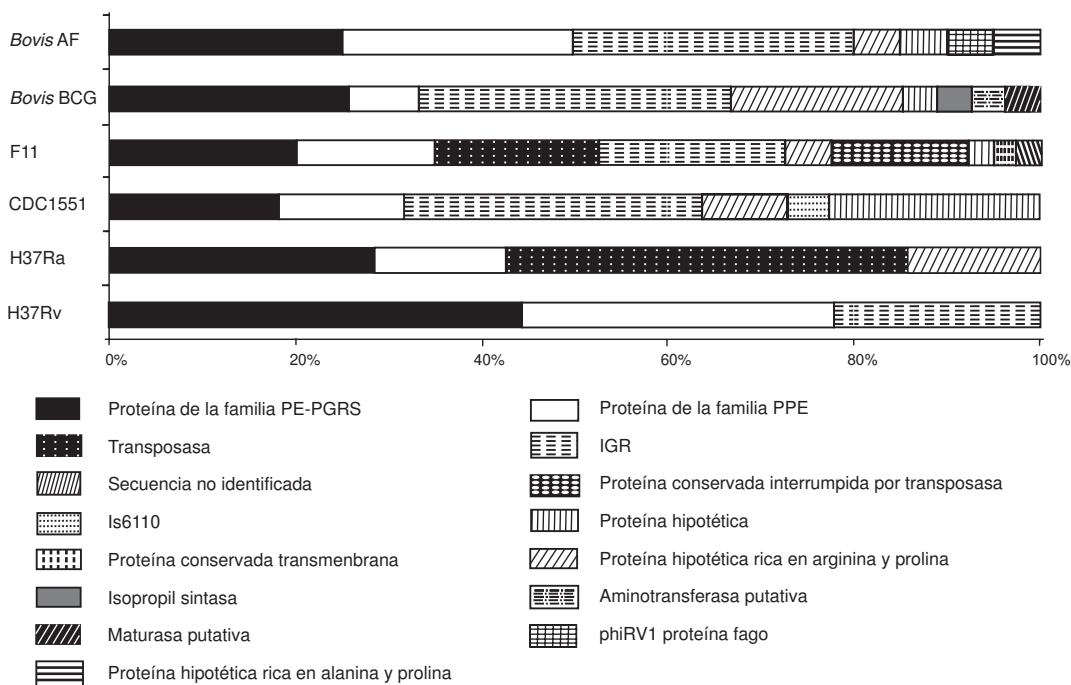 Bovis AF
Bovis BCG
F11
CDC1551
H37Ra
H37Rv
0% 20% 40% 60% 80% 100%
Proteína de la familia PE-PGRS
Proteína de la familia PPE
Transposasa
IGR
Secuencia no identificada
Proteína conservada interrumpida por transposasa
Is6110
Proteína hipotética
Proteína conservada transmenbrana
Proteína hipotética rica en arginina y prolina
Isopropil sintasa
Aminotransferasa putativa
Maturasa putativa
phiRV1 proteína fago
Proteína hipotética rica en alanina y prolina